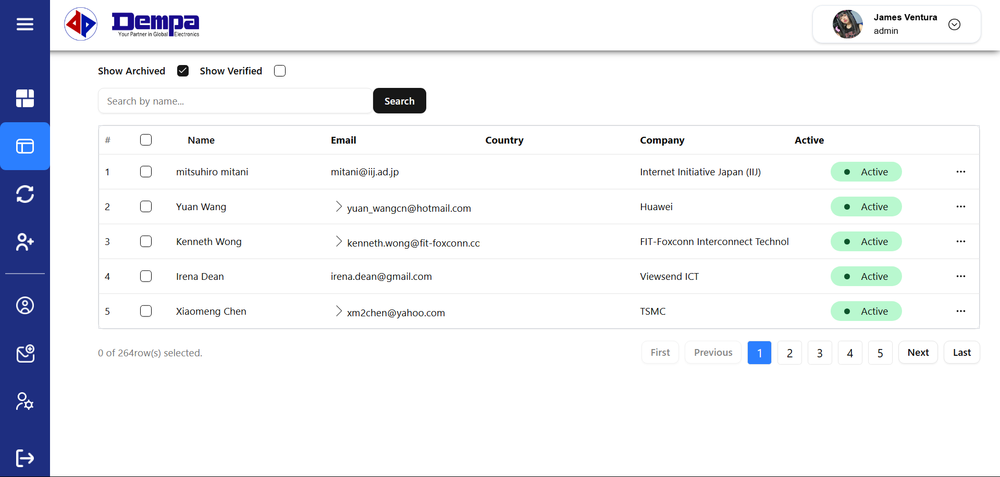 Dempa
Your Partner in Global Electronics
James Ventura
admin
Show Archived Show Verified
Search by name... Search
# Name Email Country Company Active
1 mitsuhiro mitani mitani@iij.ad.jp Internet Initiative Japan (IIJ) Active ...
2 Yuan Wang yuan_wangcn@hotmail.com Huawei Active ...
3 Kenneth Wong kenneth.wong@fit-foxconn.cc FIT-Foxconn Interconnect Technol Active ...
4 Irena Dean irena.dean@gmail.com Viewsend ICT Active ...
5 Xiaomeng Chen xm2chen@yahoo.com TSMC Active ...
0 of 264row(s) selected. First Previous 1 2 3 4 5 Next Last